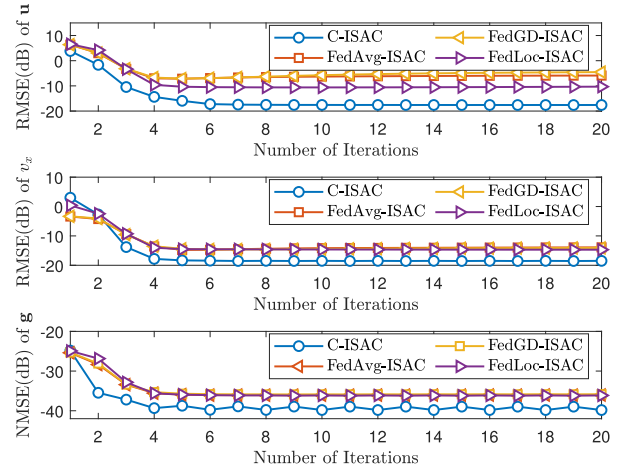 RMSE(dB) of u
10
0
-10
-20
C-ISAC
FedAvg-ISAC
FedGD-ISAC
FedLoc-ISAC
2 4 6 8 10 12 14 16 18 20
Number of Iterations
RMSE(dB) of vₓ
10
0
-10
-20
-30
C-ISAC
FedAvg-ISAC
FedGD-ISAC
FedLoc-ISAC
2 4 6 8 10 12 14 16 18 20
Number of Iterations
NMSE(dB) of g
-20
-30
-40
C-ISAC
FedAvg-ISAC
FedGD-ISAC
FedLoc-ISAC
2 4 6 8 10 12 14 16 18 20
Number of Iterations